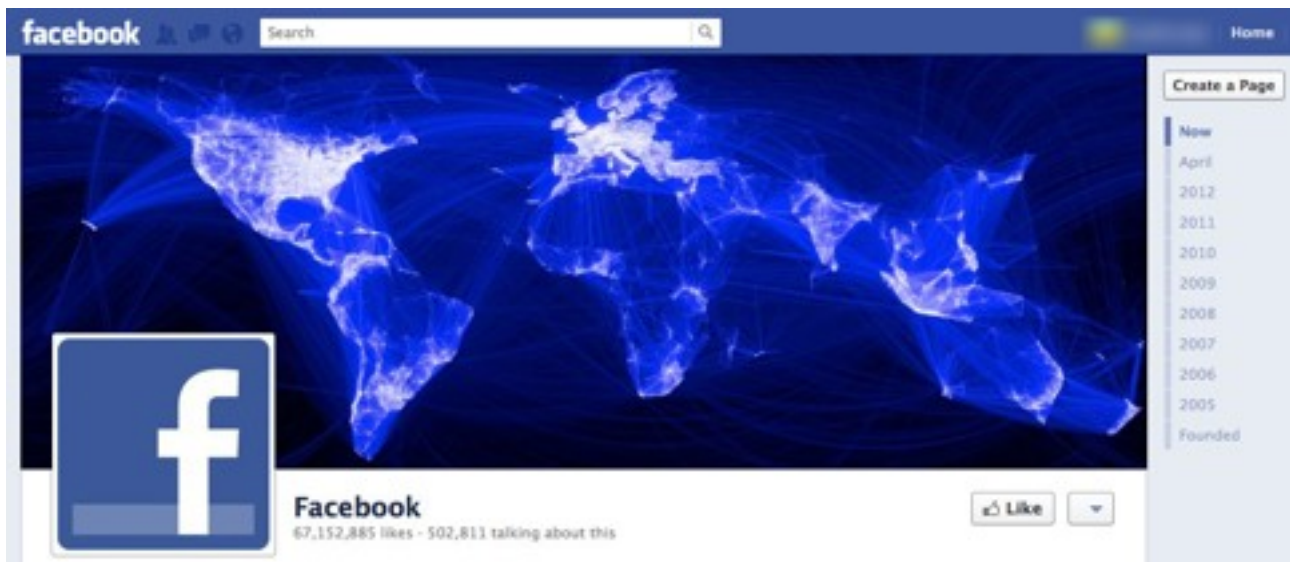 facebook
Search
Home
Create a Page
Now
April
2012
2011
2010
2009
2008
2007
2006
2005
Founded
f
Facebook
67,152,885 likes - 502,811 talking about this
Like